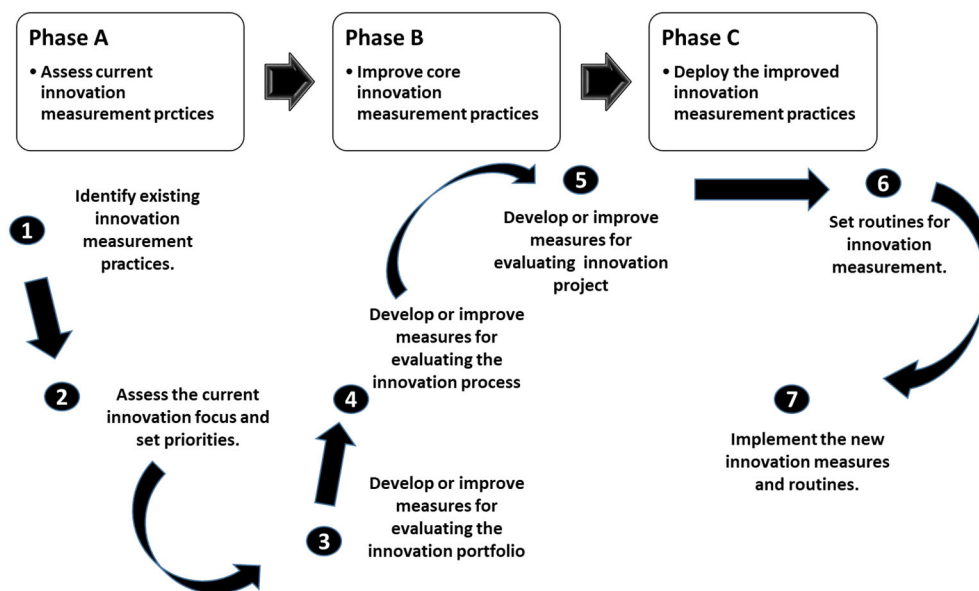 Phase A
• Assess current
innovation
measurement prctices
Phase B
• Improve core
innovation
measurement practices
Phase C
• Deploy the improved
innovation
measurement practices
1
Identify existing
innovation
measurement
practices.
2
Assess the current
innovation focus and
set priorities.
3
Develop or improve
measures for
evaluating the
innovation portfolio
4
Develop or improve
measures for
evaluating the
innovation process
5
Develop or improve
measures for
evaluating innovation
project
6
Set routines for
innovation
measurement.
7
Implement the new
innovation measures
and routines.